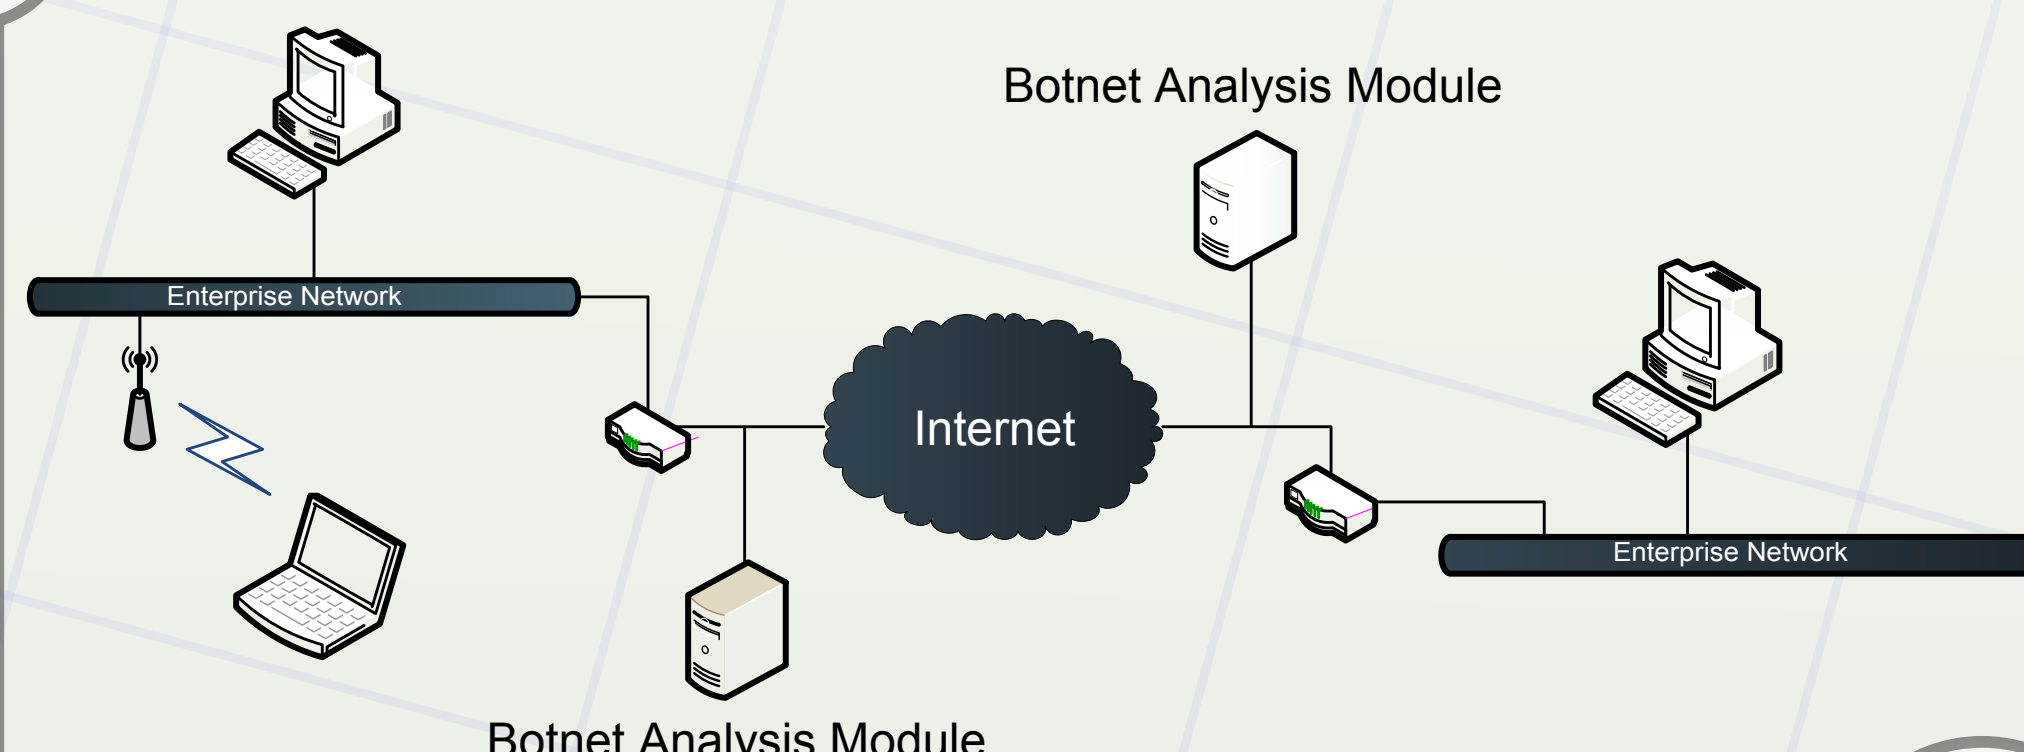 Botnet Analysis Module
Enterprise Network
Internet
Enterprise Network
Botnet Analysis Module